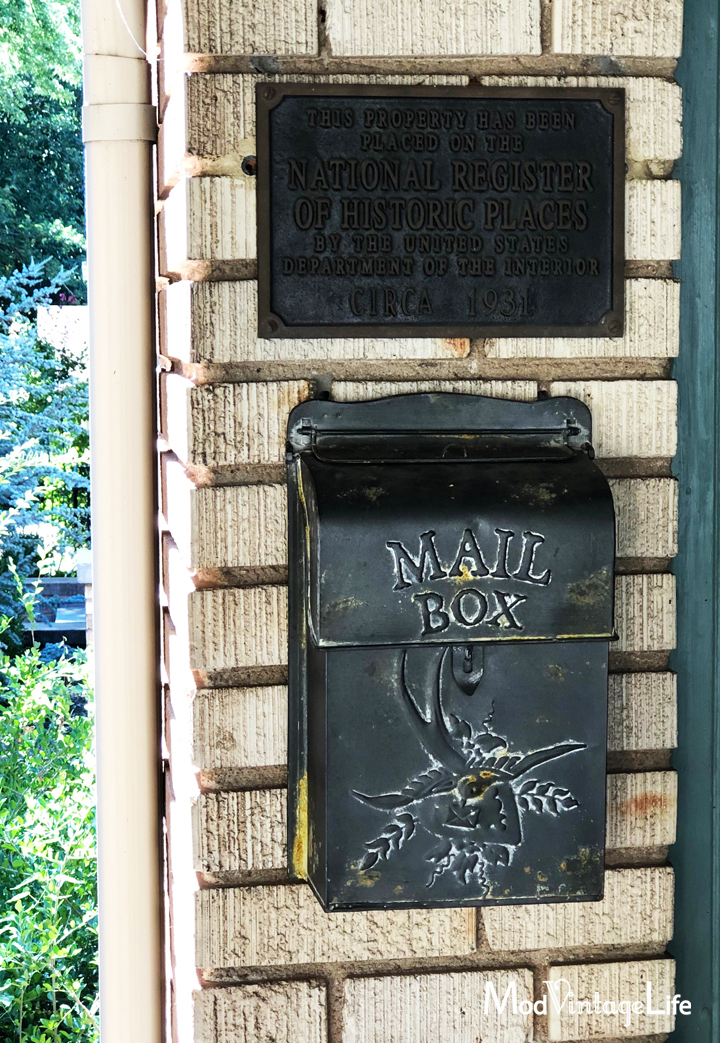 THIS PROPERTY HAS BEEN
PLACED ON THE
NATIONAL REGISTER
OF HISTORIC PLACES
BY THE UNITED STATES
DEPARTMENT OF THE INTERIOR
CIRCA 1931
MAIL
BOX
ModVintageLife